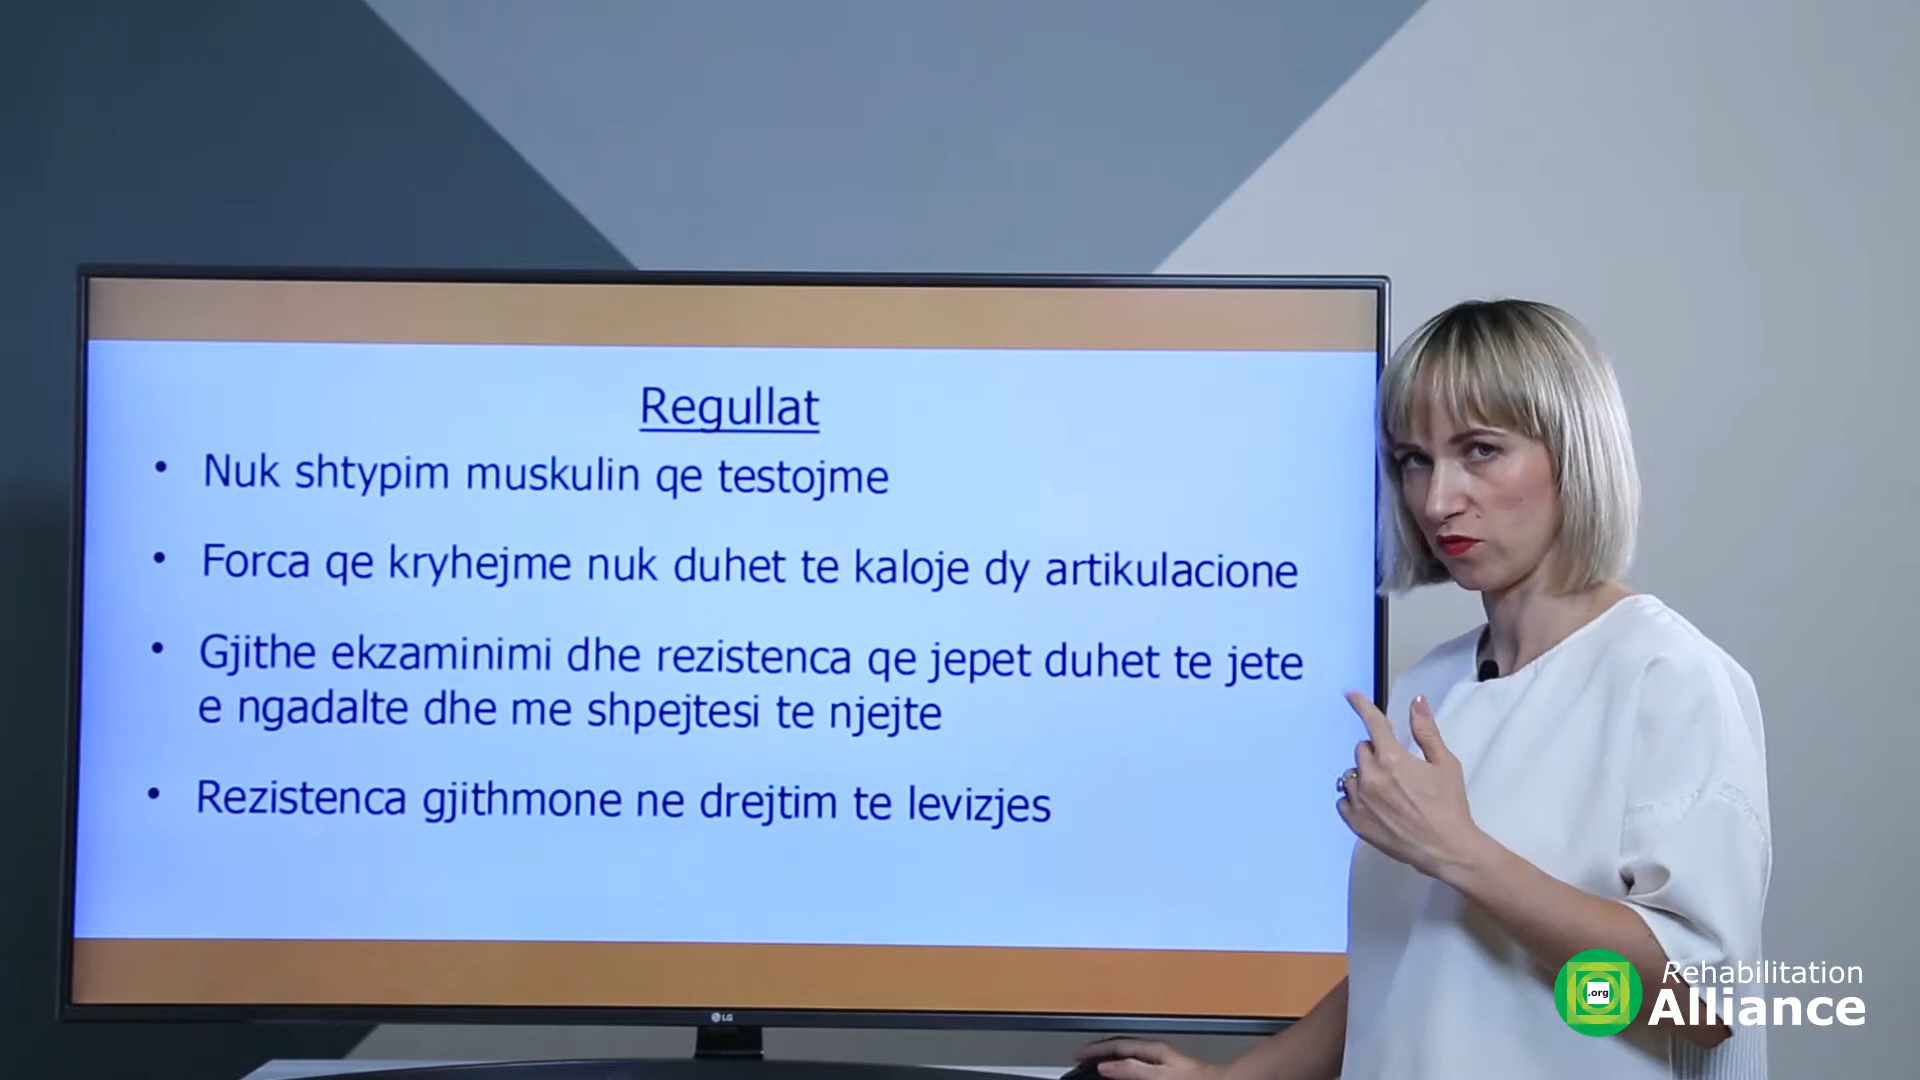 Regullat
• Nuk shtypim muskulin qe testojme
• Forca qe kryhejme nuk duhet te kaloje dy artikulacione
• Gjithe ekzaminimi dhe rezistenca qe jepet duhet te jete
e ngadalte dhe me shpejtesi te njejte
• Rezistenca gjithmone ne drejtim te levizjes
LG
.org
Rehabilitation
Alliance